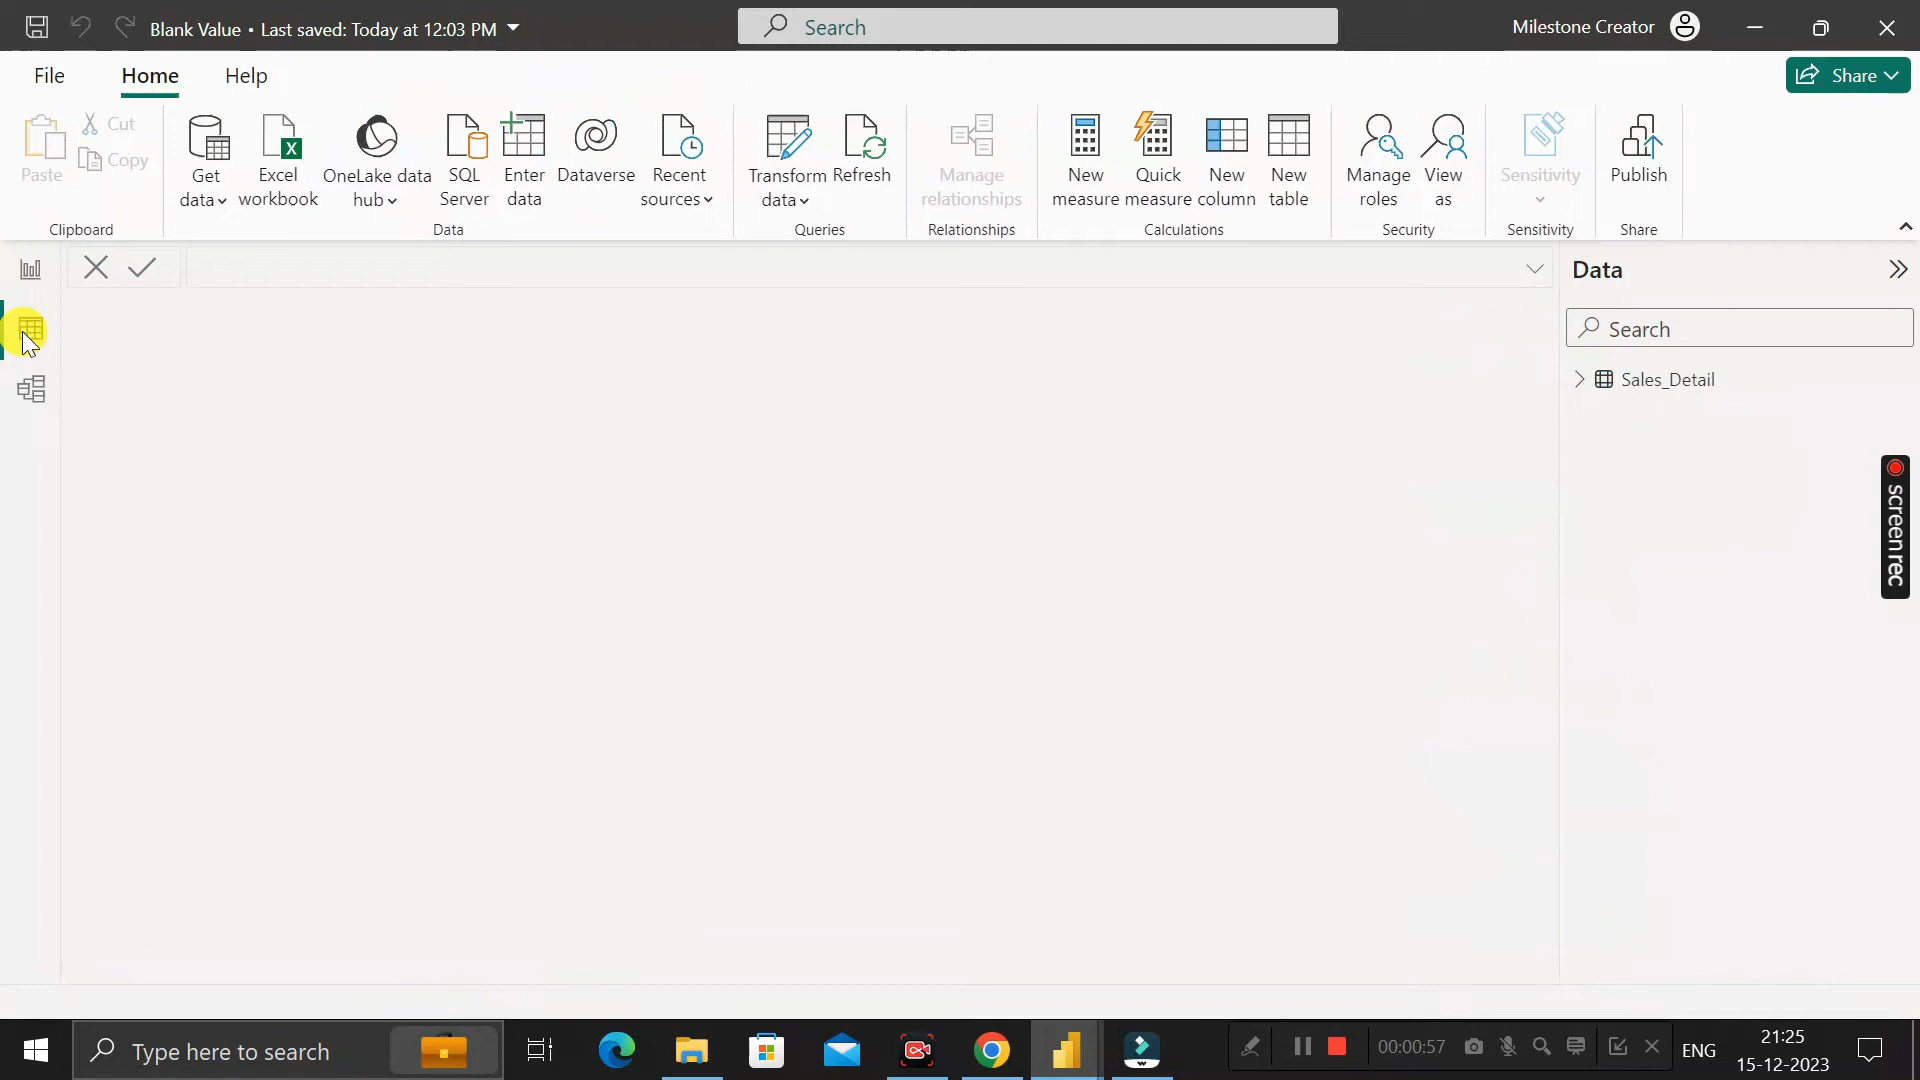 Blank Value • Last saved: Today at 12:03 PM
Search
Milestone Creator
File
Home
Help
Share
Paste
Cut
Copy
Clipboard
Get data
Excel workbook
OneLake data hub
SQL Server
Enter data
Dataverse
Recent sources
Data
Transform data
Refresh
Queries
Manage relationships
Relationships
New measure
Quick measure
New column
New table
Calculations
Manage roles
View as
Security
Sensitivity
Sensitivity
Publish
Share
Data
Search
Sales_Detail
screen rec
Type here to search
00:00:57
ENG
21:25
15-12-2023